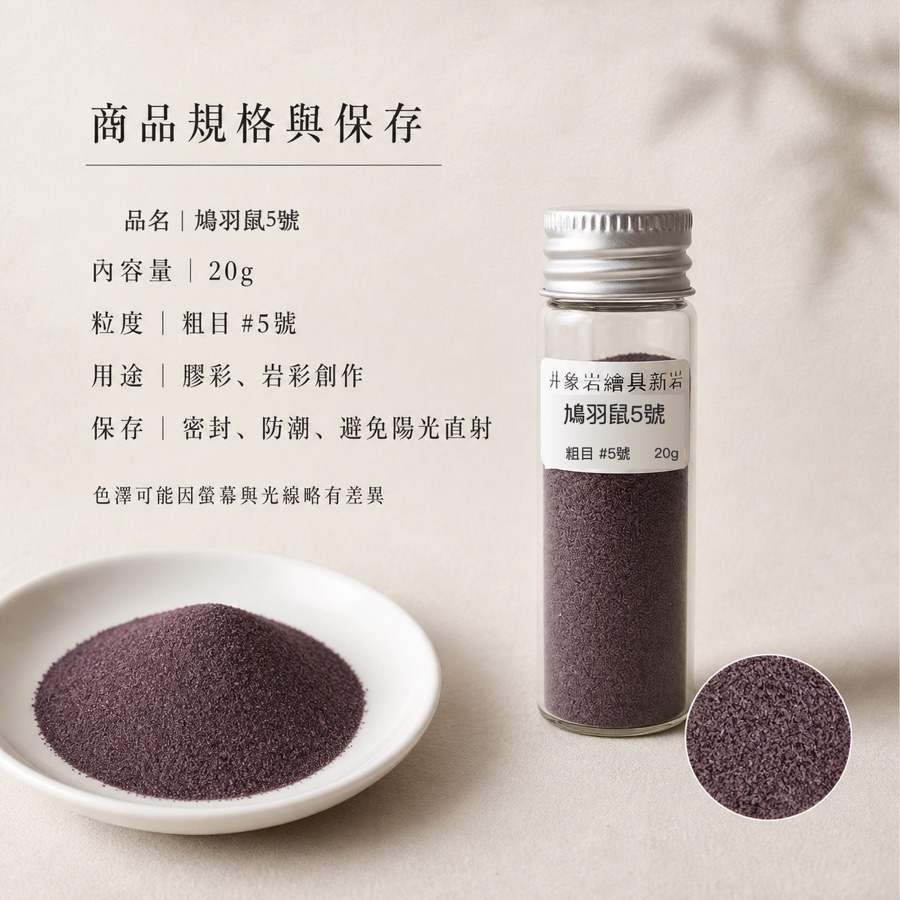 商品規格與保存
品名｜鳩羽鼠5號
內容量｜20g
粒度｜粗目 #5號
用途｜膠彩、岩彩創作
保存｜密封、防潮、避免陽光直射
色澤可能因螢幕與光線略有差異
井象岩繪具新岩
鳩羽鼠5號
粗目 #5號 20g